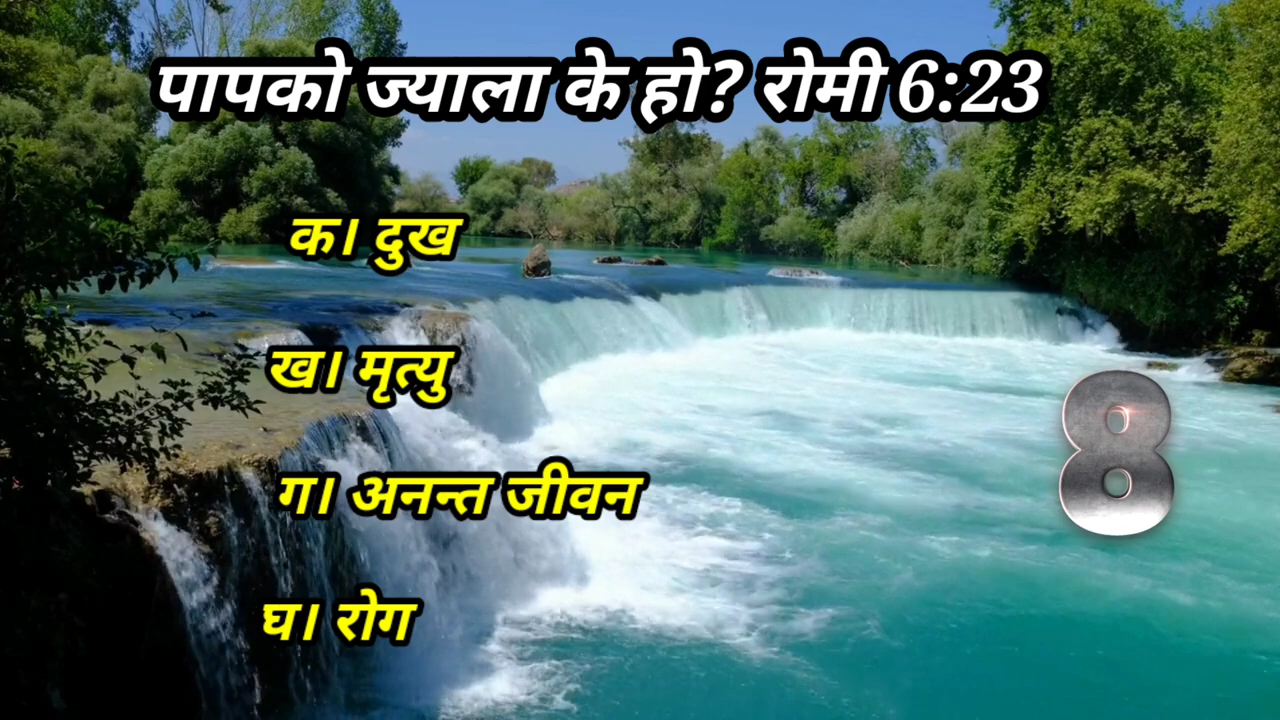 पापको ज्याला के हो? रोमी 6:23
क। दुख
ख। मृत्यु
ग। अनन्त जीवन
घ। रोग
8